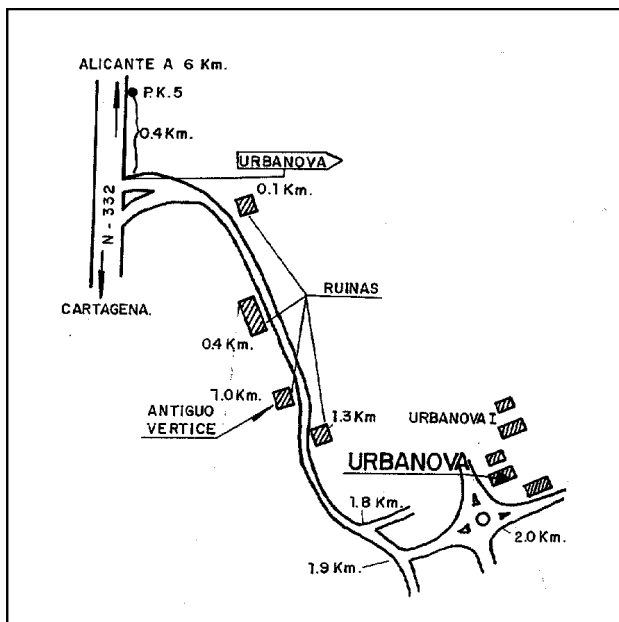 ALICANTE A 6 Km.
P.K.5
0.4 Km.
URBANOVA
0.1 Km.
N-332
RUINAS
CARTAGENA.
0.4 Km.
1.0 Km.
ANTIGUO
VERTICE
1.3 Km
URBANOVA I
URBANOVA
1.8 Km.
2.0 Km.
1.9 Km.